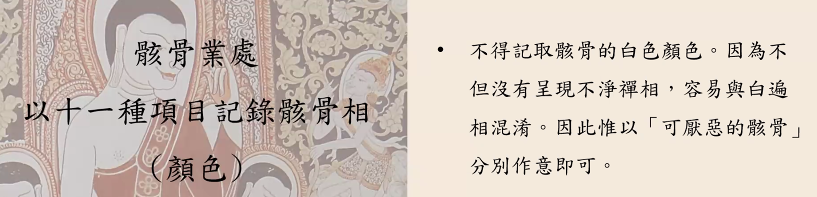 骸骨業處
以十一種項目記錄骸骨相
（顏色）
• 不得記取骸骨的白色顏色。因為不
但沒有呈現不淨禪相，容易與白遍
相混淆。因此惟以「可厭惡的骸骨」
分別作意即可。